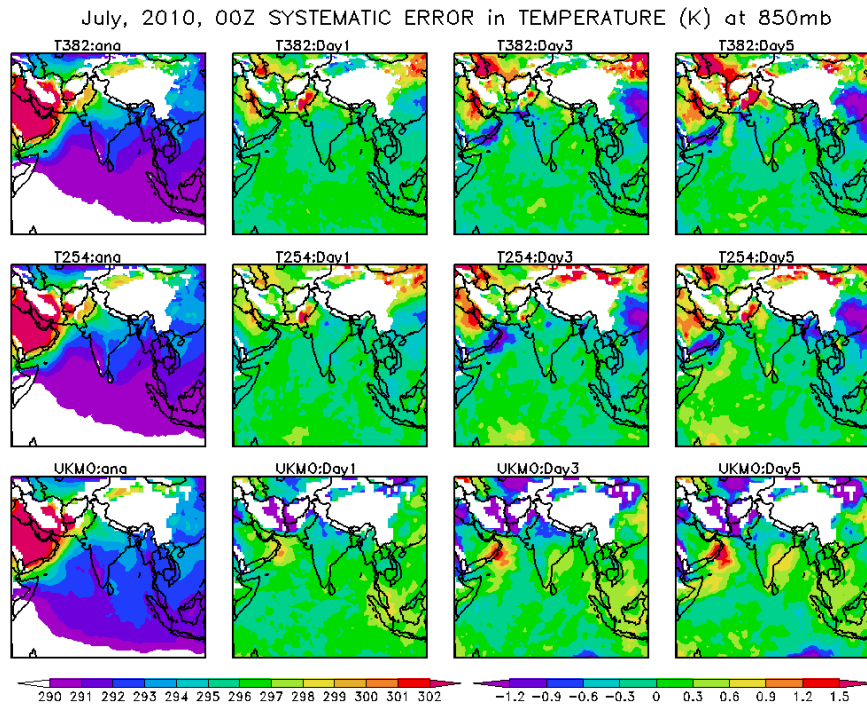 July, 2010, 00Z SYSTEMATIC ERROR in TEMPERATURE (K) at 850mb
T382:ana T382:Day1 T382:Day3 T382:Day5
T254:ana T254:Day1 T254:Day3 T254:Day5
UKMO:ana UKMO:Day1 UKMO:Day3 UKMO:Day5
290 291 292 293 294 295 296 297 298 299 300 301 302 -1.2 -0.9 -0.6 -0.3 0 0.3 0.6 0.9 1.2 1.5